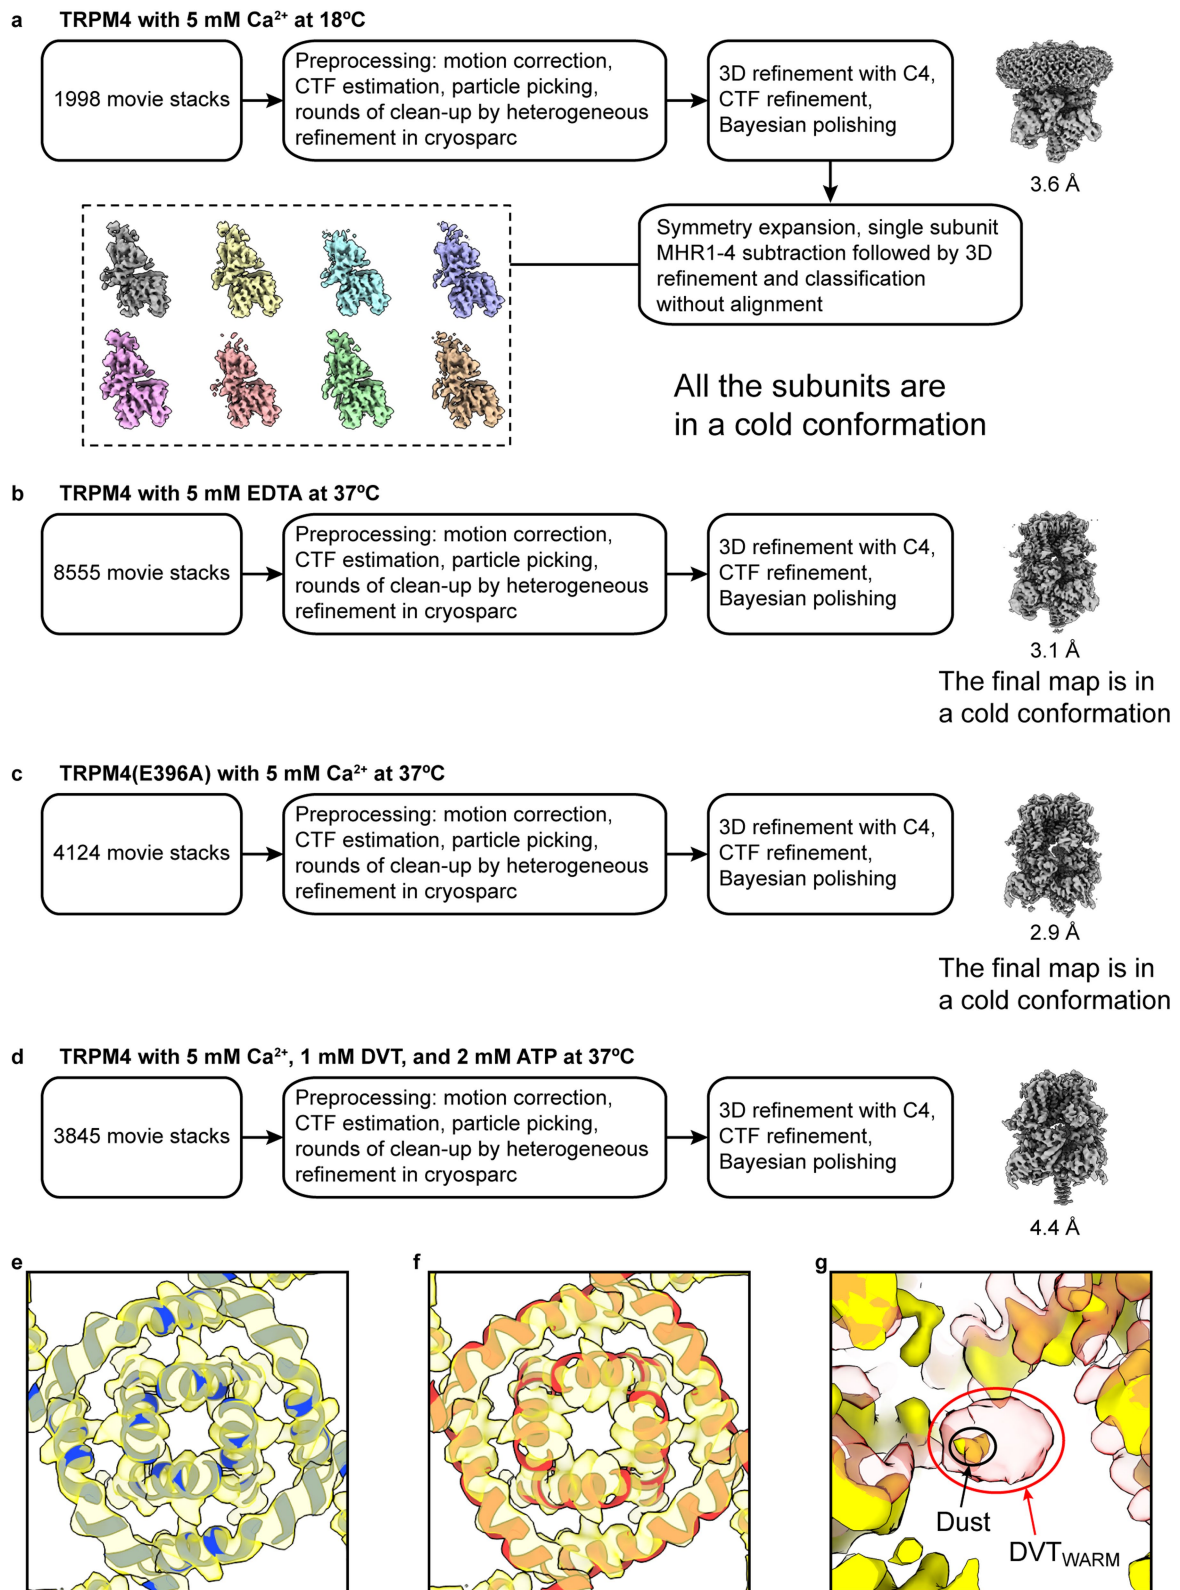 a TRPM4 with 5 mM Ca²⁺ at 18ºC
1998 movie stacks
Preprocessing: motion correction,
CTF estimation, particle picking,
rounds of clean-up by heterogeneous
refinement in cryosparc
3D refinement with C4,
CTF refinement,
Bayesian polishing
3.6 Å
Symmetry expansion, single subunit
MHR1-4 subtraction followed by 3D
refinement and classification
without alignment
All the subunits are
in a cold conformation
b TRPM4 with 5 mM EDTA at 37ºC
8555 movie stacks
Preprocessing: motion correction,
CTF estimation, particle picking,
rounds of clean-up by heterogeneous
refinement in cryosparc
3D refinement with C4,
CTF refinement,
Bayesian polishing
3.1 Å
The final map is in
a cold conformation
c TRPM4(E396A) with 5 mM Ca²⁺ at 37ºC
4124 movie stacks
Preprocessing: motion correction,
CTF estimation, particle picking,
rounds of clean-up by heterogeneous
refinement in cryosparc
3D refinement with C4,
CTF refinement,
Bayesian polishing
2.9 Å
The final map is in
a cold conformation
d TRPM4 with 5 mM Ca²⁺, 1 mM DVT, and 2 mM ATP at 37ºC
3845 movie stacks
Preprocessing: motion correction,
CTF estimation, particle picking,
rounds of clean-up by heterogeneous
refinement in cryosparc
3D refinement with C4,
CTF refinement,
Bayesian polishing
4.4 Å
e
f
g
Dust
DVT_WARM